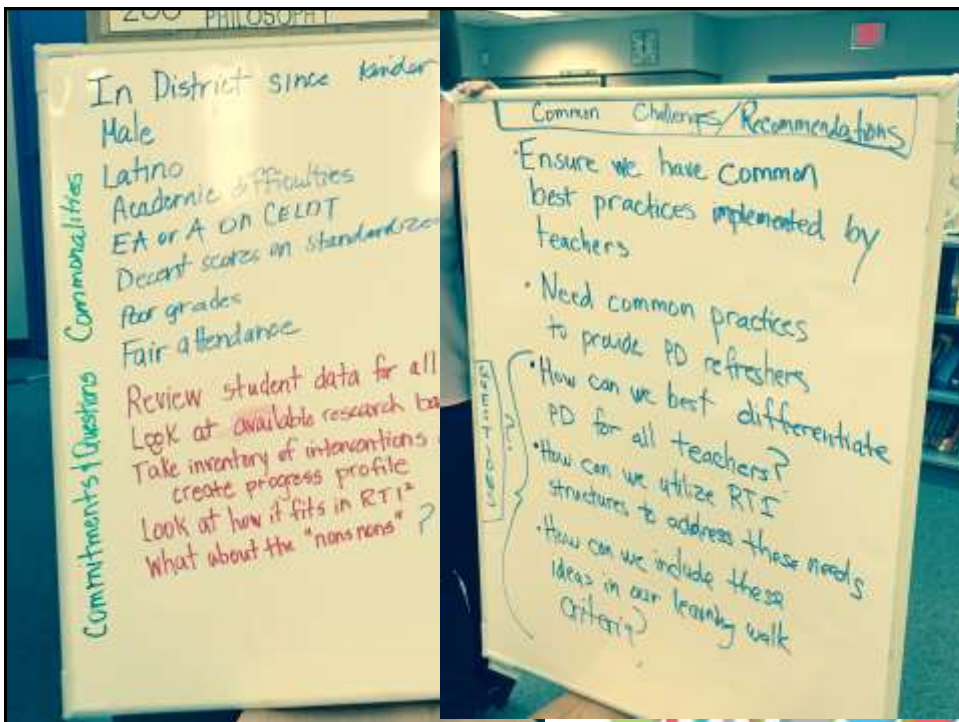 200 PHILOSOPHY
Commonalities
In District since kinder
Male
Latino
Academic difficulties
EA or A on CELDT
Decent scores on standardize
Poor grades
Fair attendance
Commitments & Questions
Review student data for all
Look at available research ba
Take inventory of interventions
create progress profile
Look at how it fits in RTI²
What about the "nons nons" ?
Common Challenges/Recommendations
• Ensure we have common
best practices implemented by
teachers
• Need common practices
to provide PD refreshers
• How can we best differentiate
PD for all teachers?
• How can we utilize RTI
structures to address these needs
• How can we include these
ideas in our learning walk
criteria?